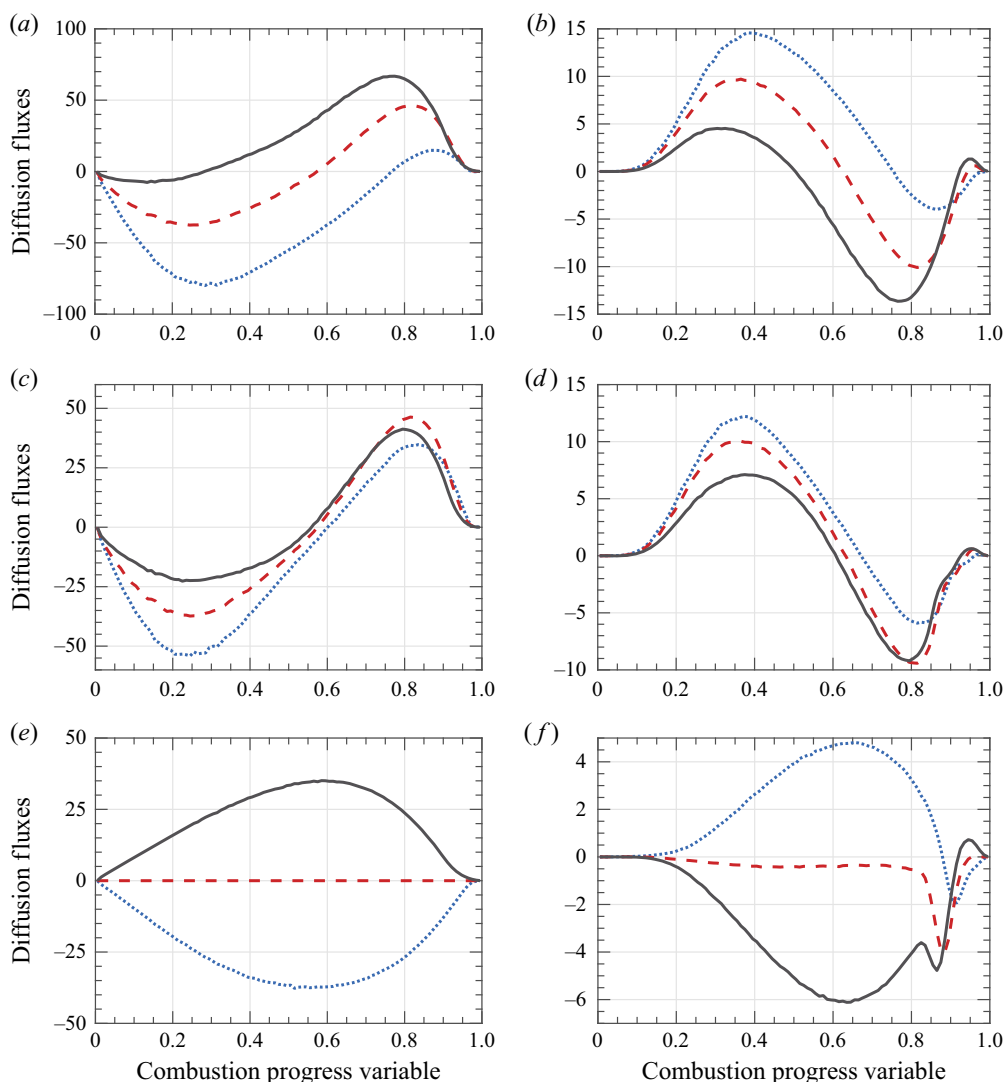 (a)
(b)
100
50
0
–50
–100
Diffusion fluxes
0 0.2 0.4 0.6 0.8 1.0
15
10
5
0
–5
–10
–15
0 0.2 0.4 0.6 0.8 1.0
(c)
(d)
50
25
0
–25
–50
Diffusion fluxes
0 0.2 0.4 0.6 0.8 1.0
15
10
5
0
–5
–10
0 0.2 0.4 0.6 0.8 1.0
(e)
(f)
50
25
0
–25
–50
Diffusion fluxes
0 0.2 0.4 0.6 0.8 1.0
Combustion progress variable
4
2
0
–2
–4
–6
0 0.2 0.4 0.6 0.8 1.0
Combustion progress variable